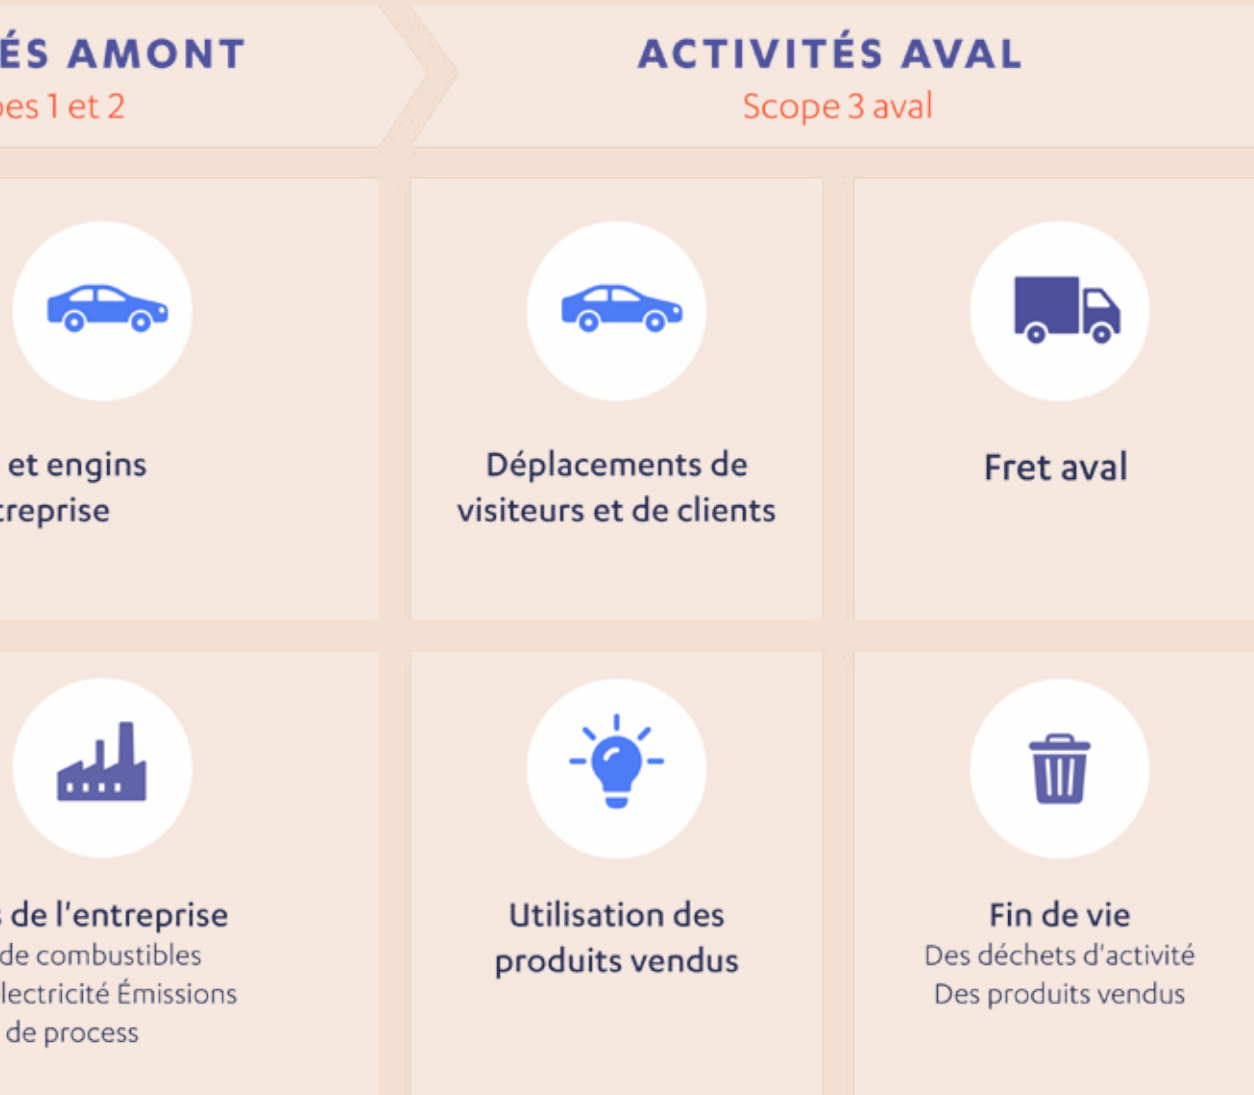 ÉS AMONT
es 1 et 2
ACTIVITÉS AVAL
Scope 3 aval
et engins
treprise
Déplacements de
visiteurs et de clients
Fret aval
de l'entreprise
de combustibles
lectricité Émissions
de process
Utilisation des
produits vendus
Fin de vie
Des déchets d'activité
Des produits vendus